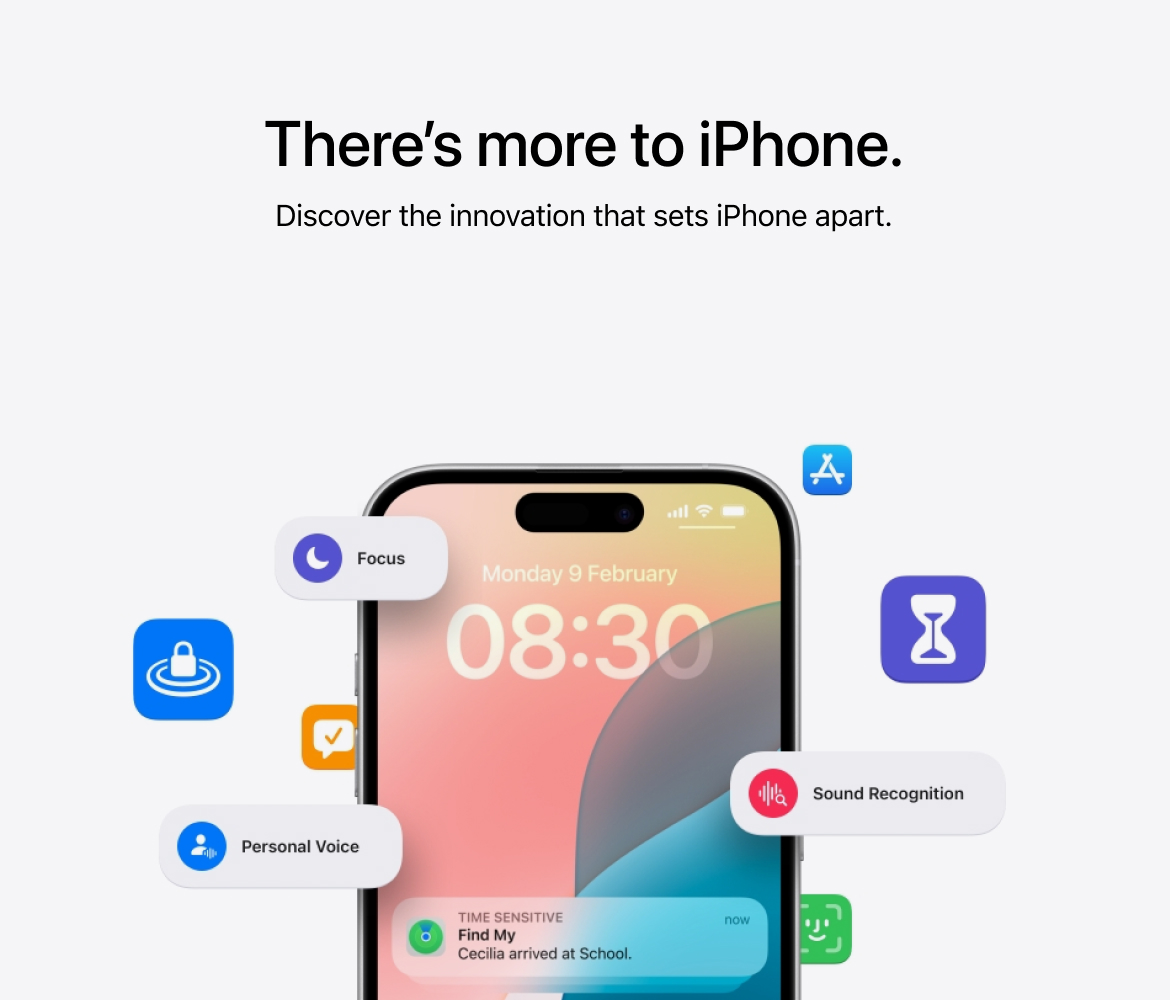 There’s more to iPhone.
Discover the innovation that sets iPhone apart.
Focus
Monday 9 February
08:30
Sound Recognition
Personal Voice
TIME SENSITIVE
now
Find My
Cecilia arrived at School.